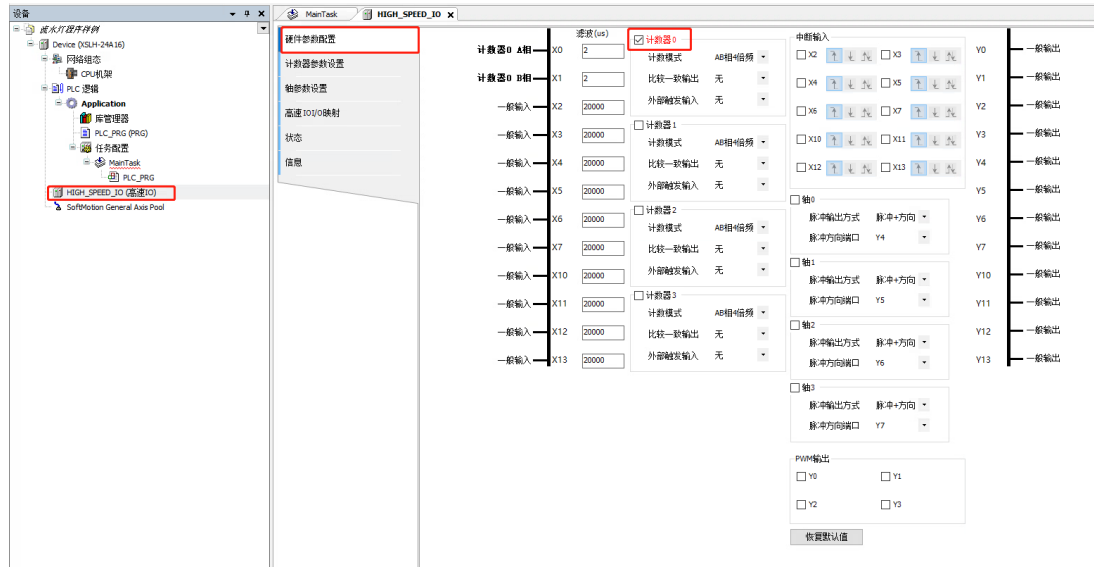 设备
MainTask
HIGH_SPEED_IO
流水灯程序样例
Device (XSLH-24A16)
网络组态
CPU机架
PLC 逻辑
Application
库管理器
PLC_PRG (PRG)
任务配置
MainTask
PLC_PRG
HIGH_SPEED_IO (高速IO)
SoftMotion General Axis Pool
硬件参数配置
计数器参数设置
轴参数设置
高速 IOI/O映射
状态
信息
滤波(us)
计数器0 A相 X0 2
计数器0 B相 X1 2
一般输入 X2 20000
一般输入 X3 20000
一般输入 X4 20000
一般输入 X5 20000
一般输入 X6 20000
一般输入 X7 20000
一般输入 X10 20000
一般输入 X11 20000
一般输入 X12 20000
一般输入 X13 20000
计数器0
计数模式 AB相4倍频
比较一致输出 无
外部触发输入 无
计数器1
计数模式 AB相4倍频
比较一致输出 无
外部触发输入 无
计数器2
计数模式 AB相4倍频
比较一致输出 无
外部触发输入 无
计数器3
计数模式 AB相4倍频
比较一致输出 无
外部触发输入 无
中断输入
X2 X3
X4 X5
X6 X7
X10 X11
X12 X13
轴0
脉冲输出方式 脉冲+方向
脉冲方向端口 Y4
轴1
脉冲输出方式 脉冲+方向
脉冲方向端口 Y5
轴2
脉冲输出方式 脉冲+方向
脉冲方向端口 Y6
轴3
脉冲输出方式 脉冲+方向
脉冲方向端口 Y7
PWM输出
Y0 Y1
Y2 Y3
恢复默认值
Y0 一般输出
Y1 一般输出
Y2 一般输出
Y3 一般输出
Y4 一般输出
Y5 一般输出
Y6 一般输出
Y7 一般输出
Y10 一般输出
Y11 一般输出
Y12 一般输出
Y13 一般输出